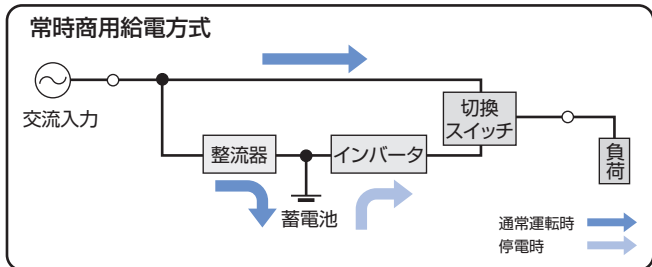 常時商用給電方式
交流入力
切換
スイッチ
整流器
インバータ
負荷
蓄電池
通常運転時
停電時